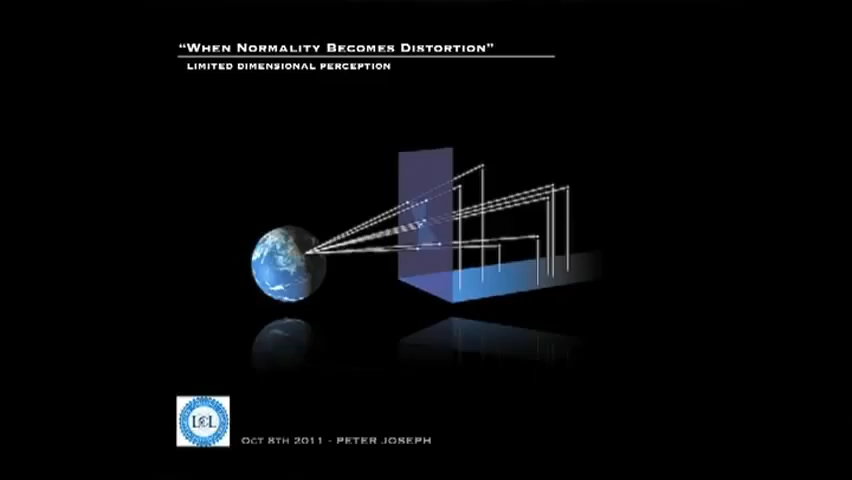 “When Normality Becomes Distortion”
Limited Dimensional Perception
Oct 8th 2011 - Peter Joseph